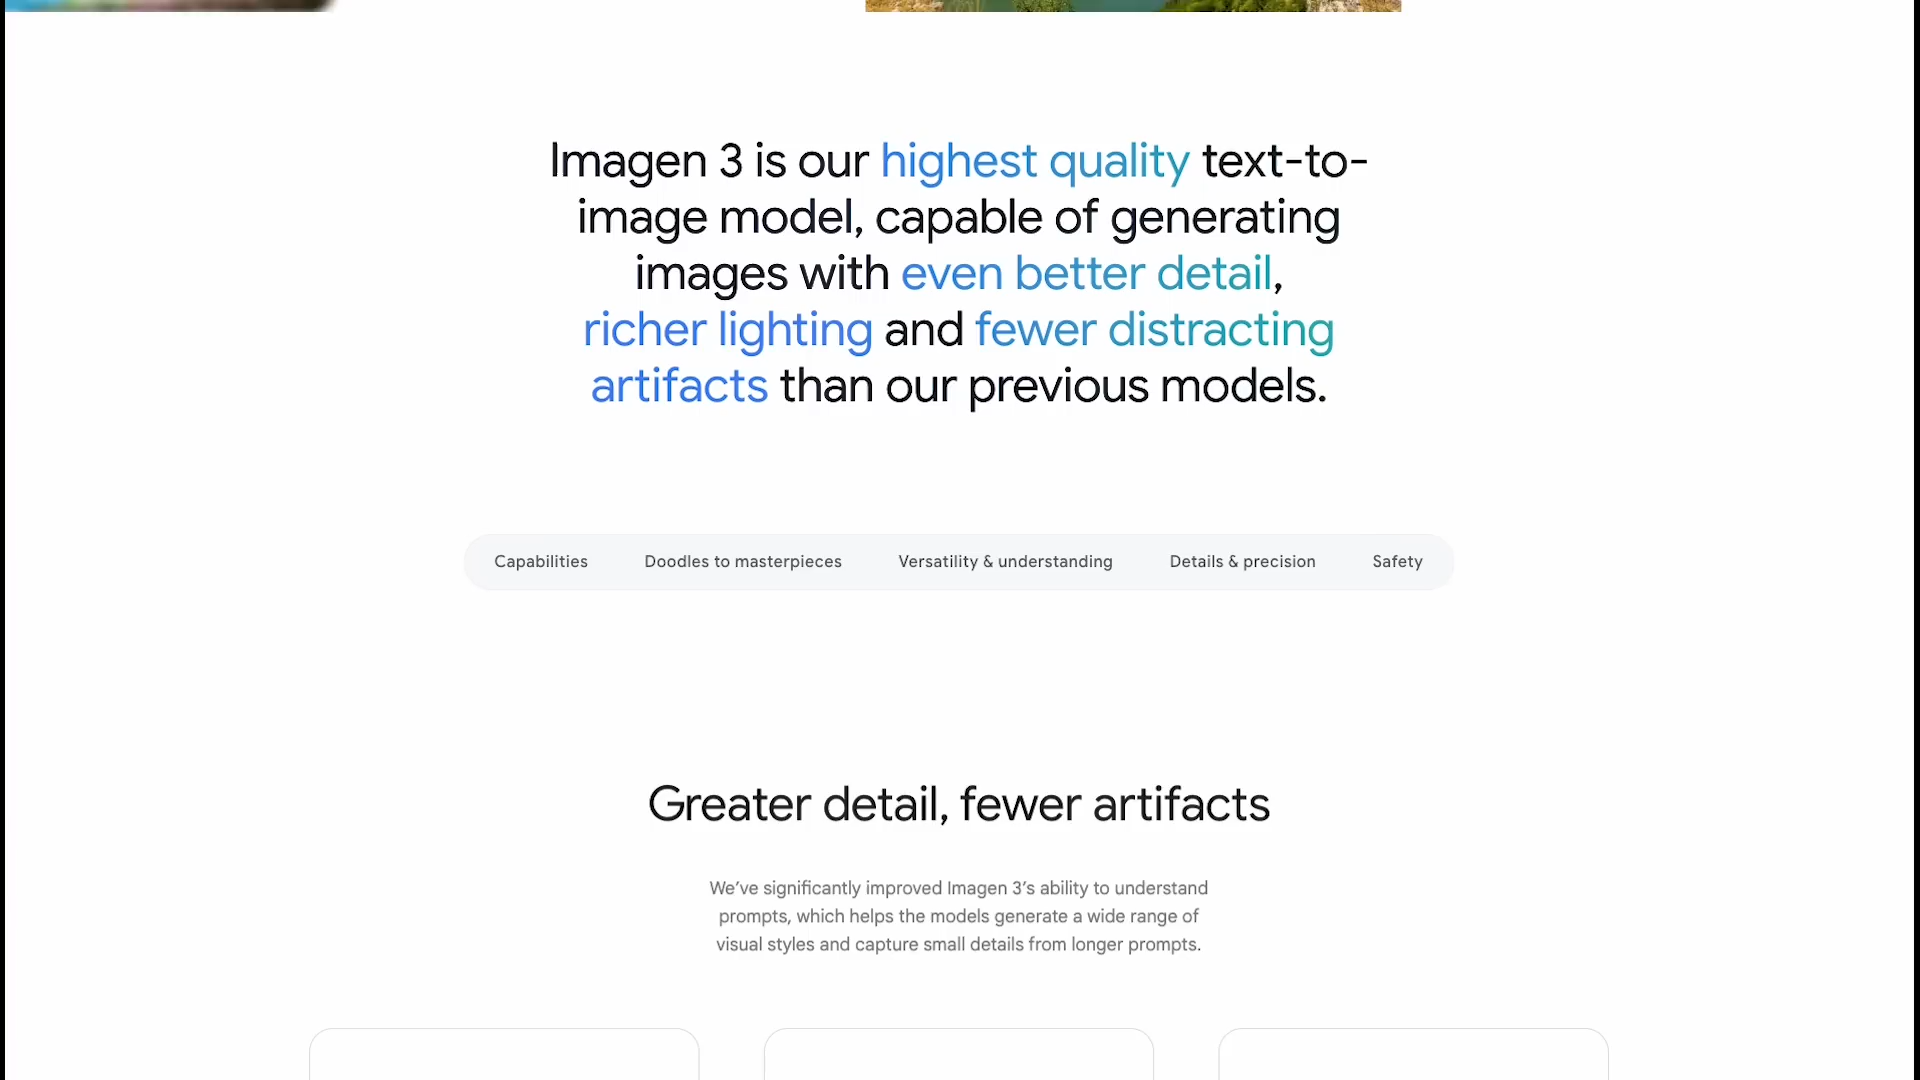 Imagen 3 is our highest quality text-to-
image model, capable of generating
images with even better detail,
richer lighting and fewer distracting
artifacts than our previous models.
Capabilities Doodles to masterpieces Versatility & understanding Details & precision Safety
Greater detail, fewer artifacts
We’ve significantly improved Imagen 3’s ability to understand
prompts, which helps the models generate a wide range of
visual styles and capture small details from longer prompts.